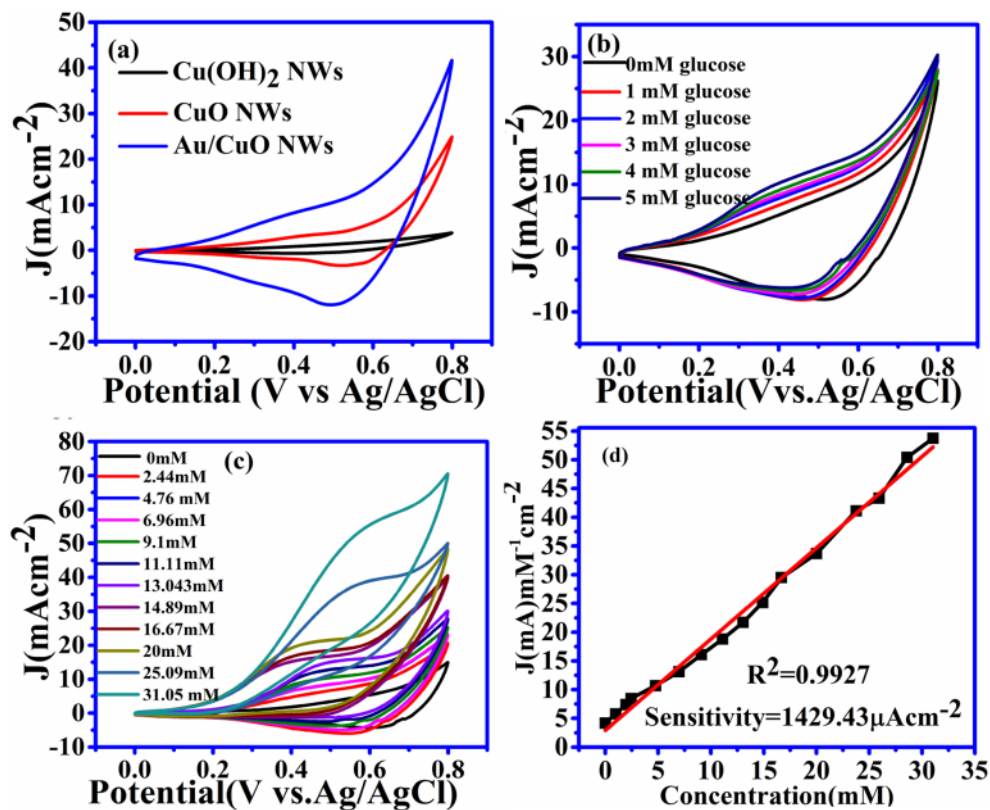 (a)
Cu(OH)2 NWs
CuO NWs
Au/CuO NWs
J(mAcm-2)
50
40
30
20
10
0
-10
-20
0.0 0.2 0.4 0.6 0.8
Potential (V vs Ag/AgCl)
(b)
0mM glucose
1 mM glucose
2 mM glucose
3 mM glucose
4 mM glucose
5 mM glucose
J(mAcm-2)
30
20
10
0
-10
0.0 0.2 0.4 0.6 0.8
Potential(Vvs.Ag/AgCl)
(c)
0mM
2.44mM
4.76 mM
6.96mM
9.1mM
11.11mM
13.043mM
14.89mM
16.67mM
20mM
25.09mM
31.05 mM
J(mAcm-2)
80
70
60
50
40
30
20
10
0
-10
0.0 0.2 0.4 0.6 0.8
Potential(V vs.Ag/AgCl)
(d)
R2=0.9927
Sensitivity=1429.43μAcm-2
J(mA)mM-1cm-2
55
50
45
40
35
30
25
20
15
10
5
0
0 5 10 15 20 25 30 35
Concentration(mM)